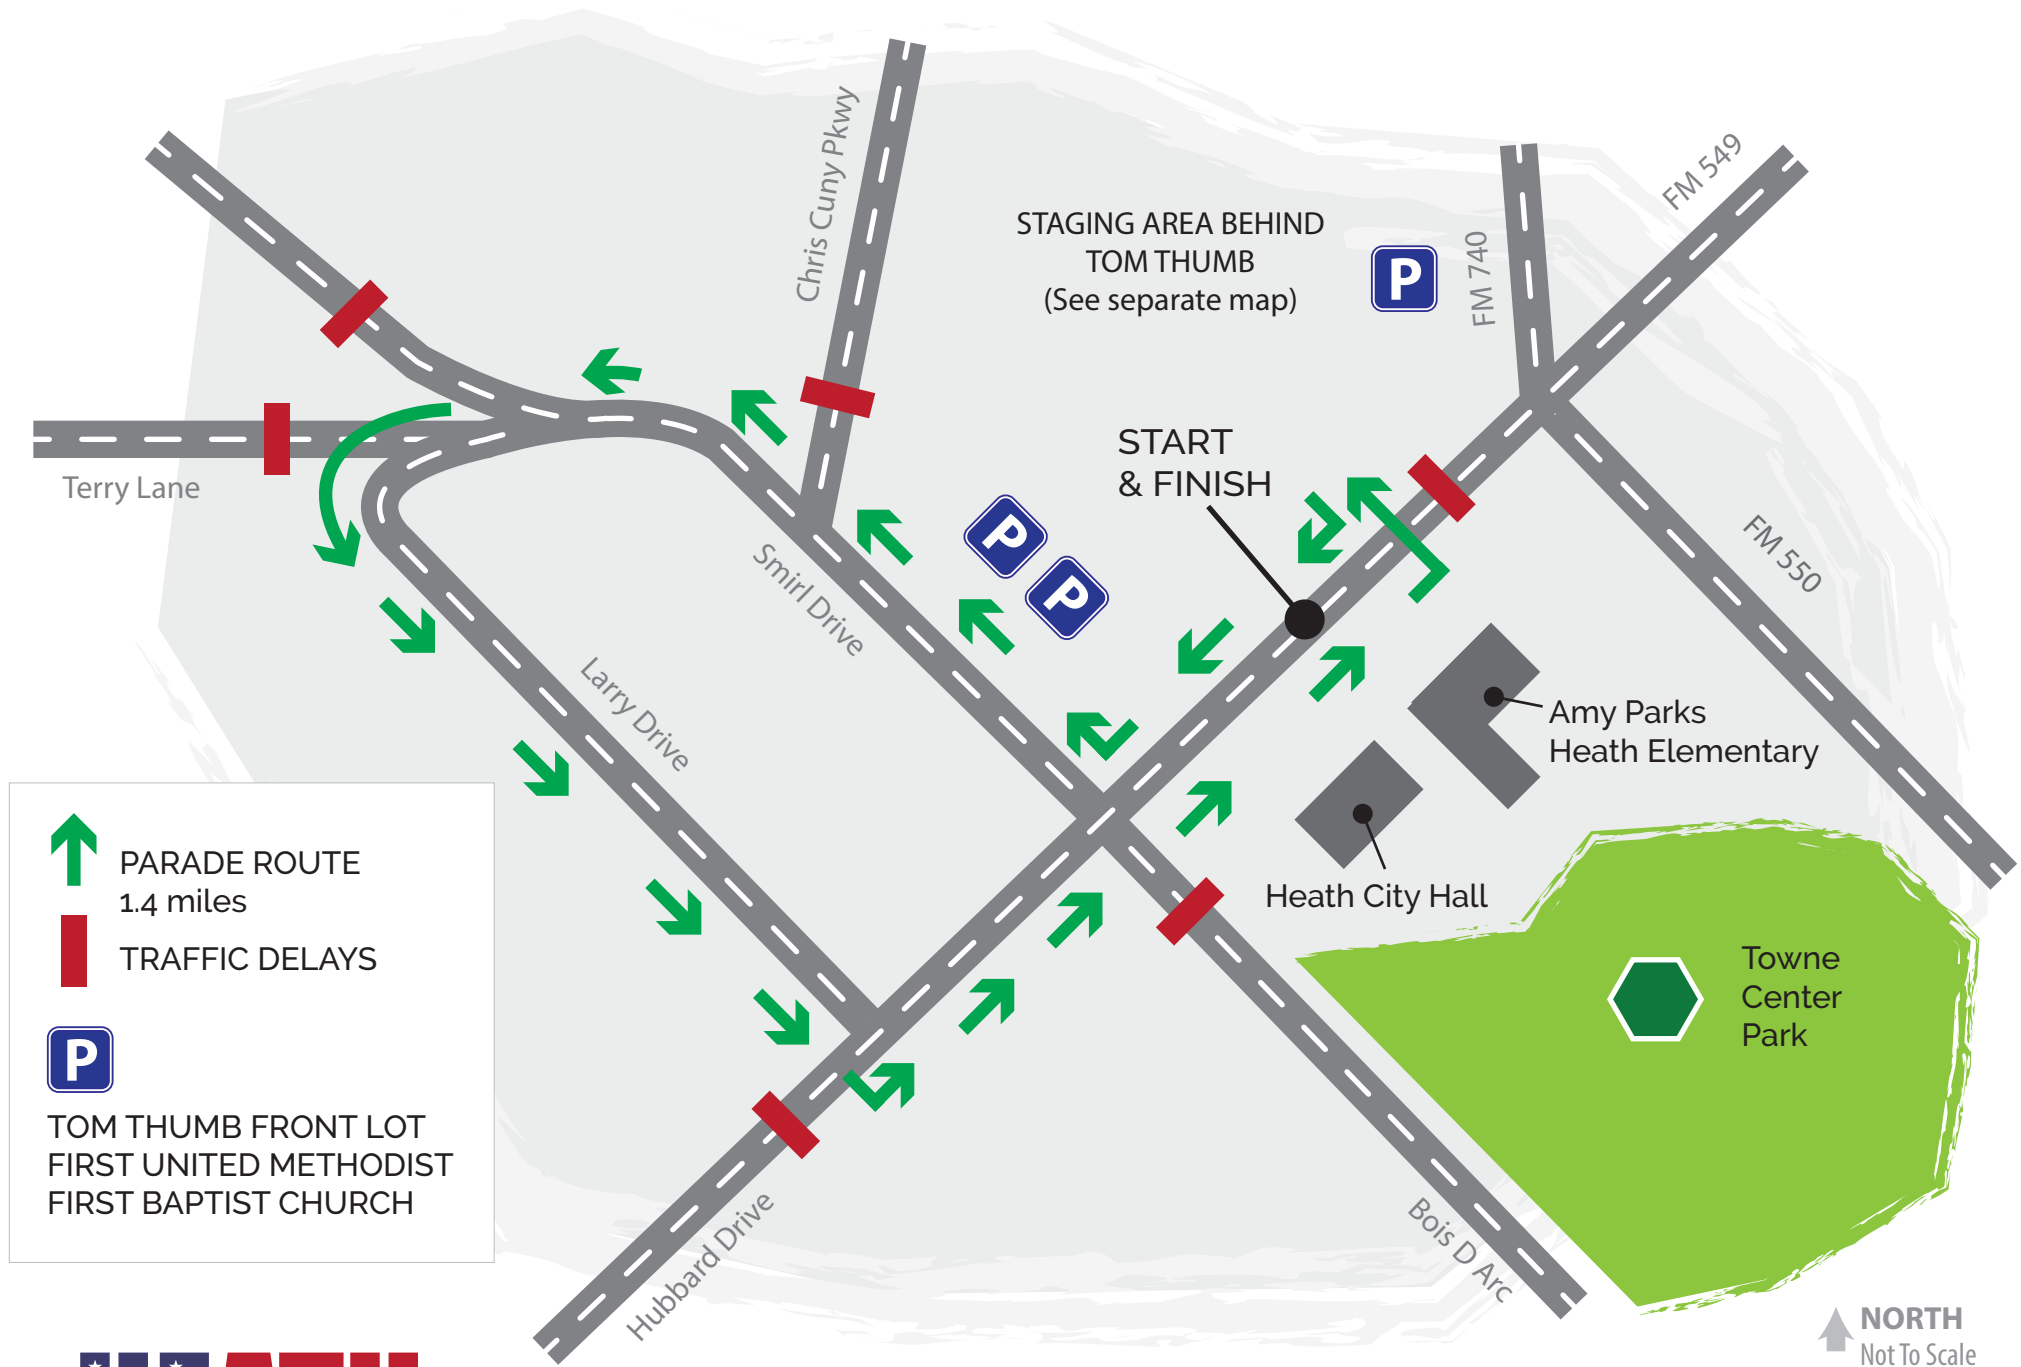 Chris Cuny Pkwy
STAGING AREA BEHIND
TOM THUMB
(See separate map)
P
FM 740
FM 549
START
& FINISH
Terry Lane
P
P
Smirl Drive
FM 550
Larry Drive
Amy Parks
Heath Elementary
Heath City Hall
Towne
Center
Park
PARADE ROUTE
1.4 miles
TRAFFIC DELAYS
P
TOM THUMB FRONT LOT
FIRST UNITED METHODIST
FIRST BAPTIST CHURCH
Hubbard Drive
Bois D Arc
NORTH
Not To Scale